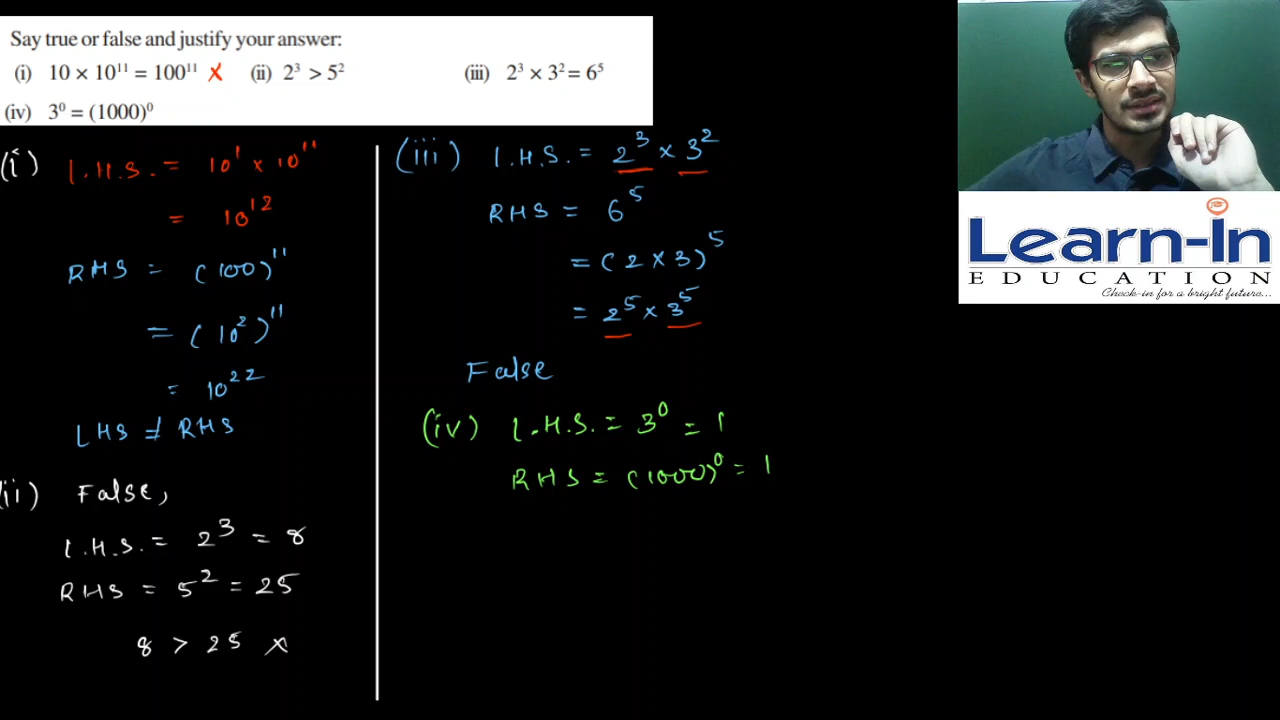 Say true or false and justify your answer:
(i) 10 × 10¹¹ = 100¹¹ ✗ (ii) 2³ > 5² (iii) 2³ × 3² = 6⁵
(iv) 3⁰ = (1000)⁰
(i) L.H.S. = 10¹ × 10¹¹
= 10¹²
RHS = (100)¹¹
= (10²)¹¹
= 10²²
LHS ≠ RHS
(ii) False,
L.H.S. = 2³ = 8
RHS = 5² = 25
8 > 25 ×
(iii) L.H.S. = 2³ × 3²
RHS = 6⁵
= (2 × 3)⁵
= 2⁵ × 3⁵
False
(iv) L.H.S. = 3⁰ = 1
RHS = (1000)⁰ = 1
Learn-In
EDUCATION
Check-in for a bright future...